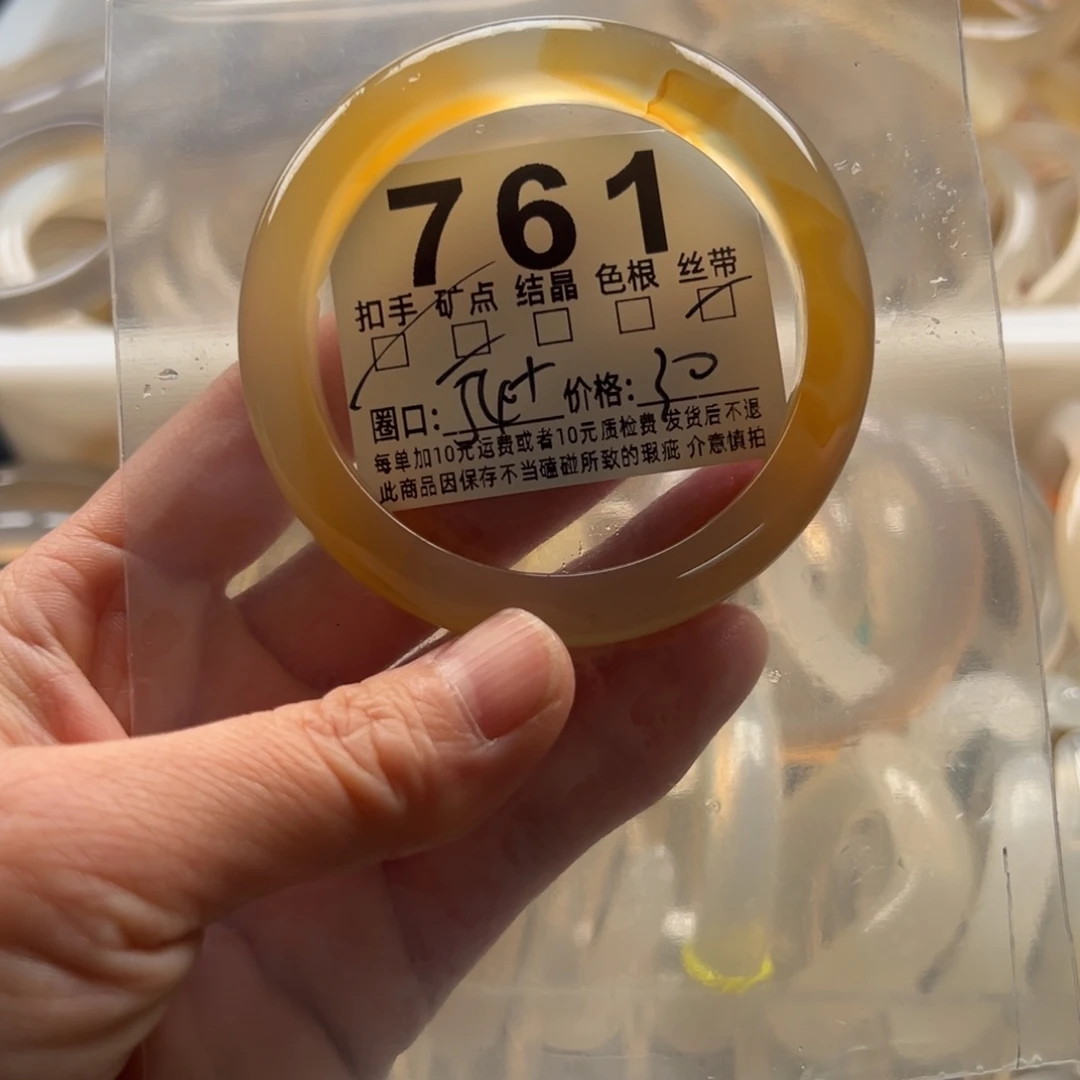 761
扣手 矿点 结晶 色根 丝带
圈口: 价格: 30
每单加10元运费或者10元质检费 发货后不退
此商品因保存不当磕碰所致的瑕疵 介意慎拍